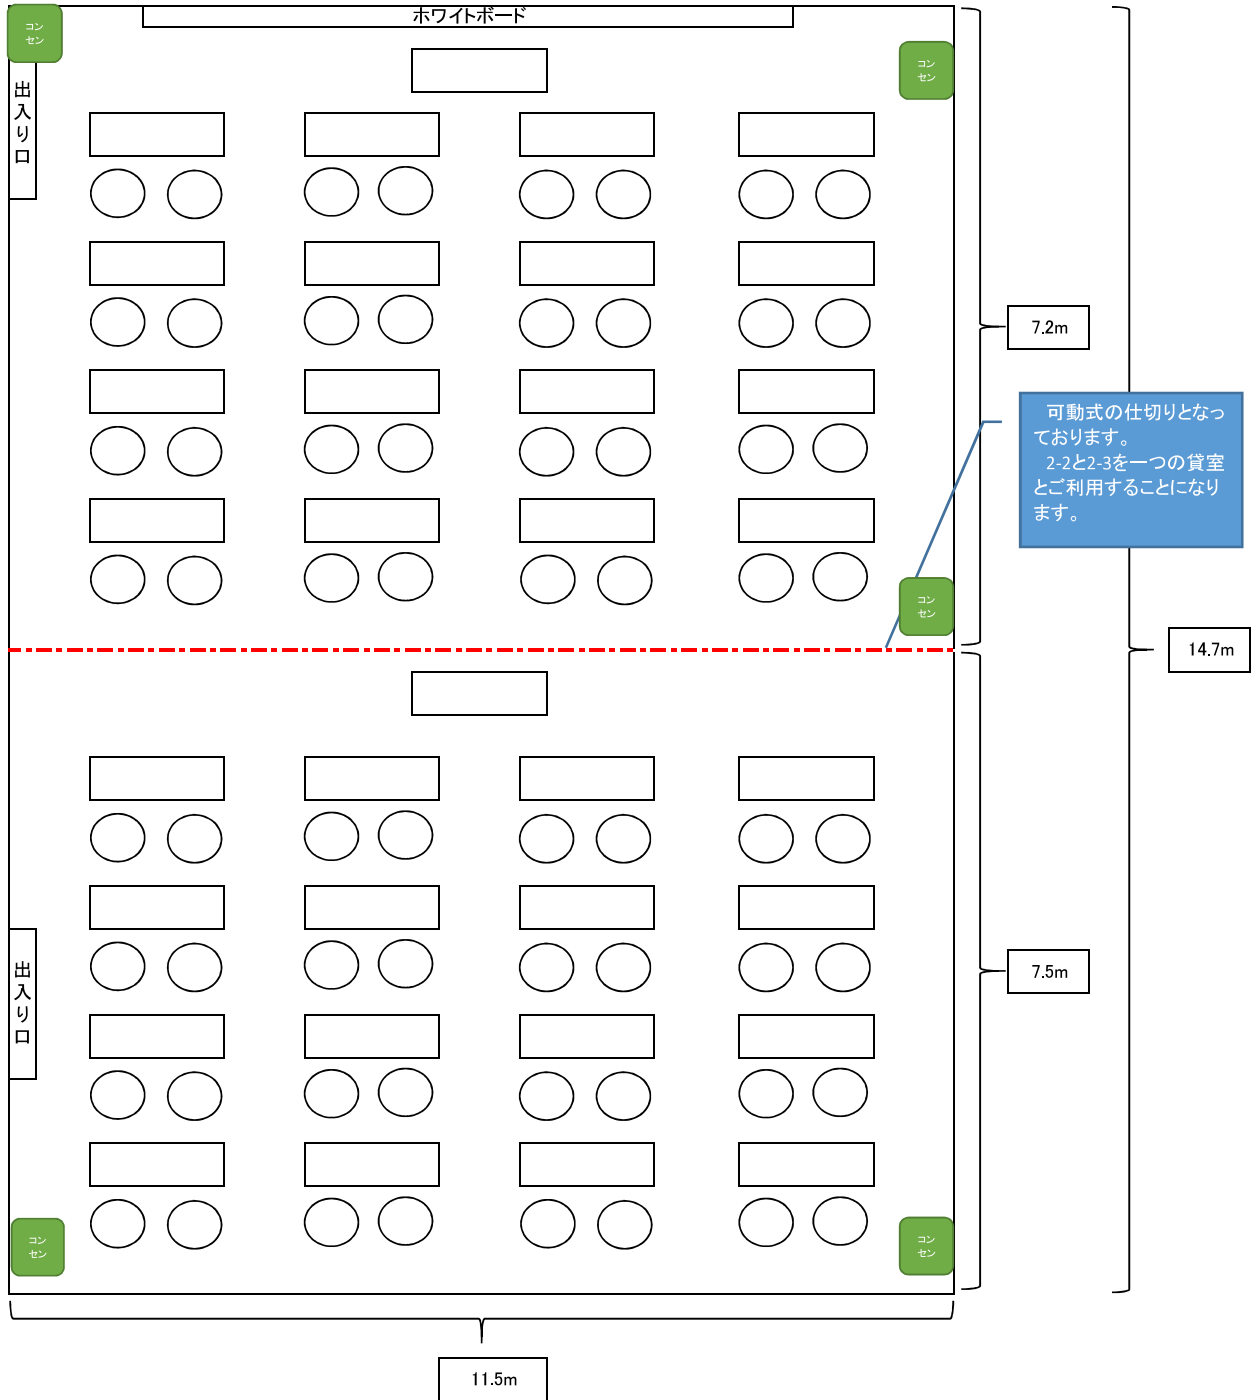 ホワイトボード
コン
セン
コン
セン
出入り口
7.2m
可動式の仕切りとなっ
ております。
2-2と2-3を一つの貸室
とご利用することになり
ます。
コン
セン
14.7m
出入り口
7.5m
コン
セン
コン
セン
11.5m